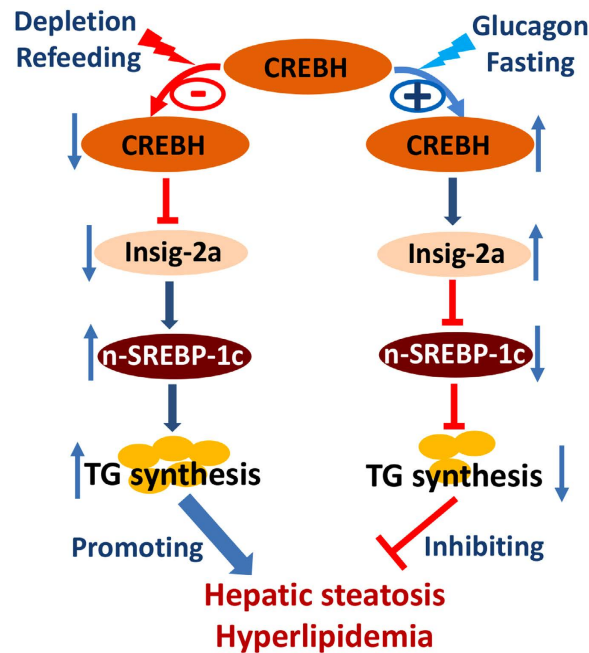 Depletion
Refeeding
CREBH
Glucagon
Fasting
-
+
CREBH
CREBH
Insig-2a
Insig-2a
n-SREBP-1c
n-SREBP-1c
TG synthesis
TG synthesis
Promoting
Inhibiting
Hepatic steatosis
Hyperlipidemia